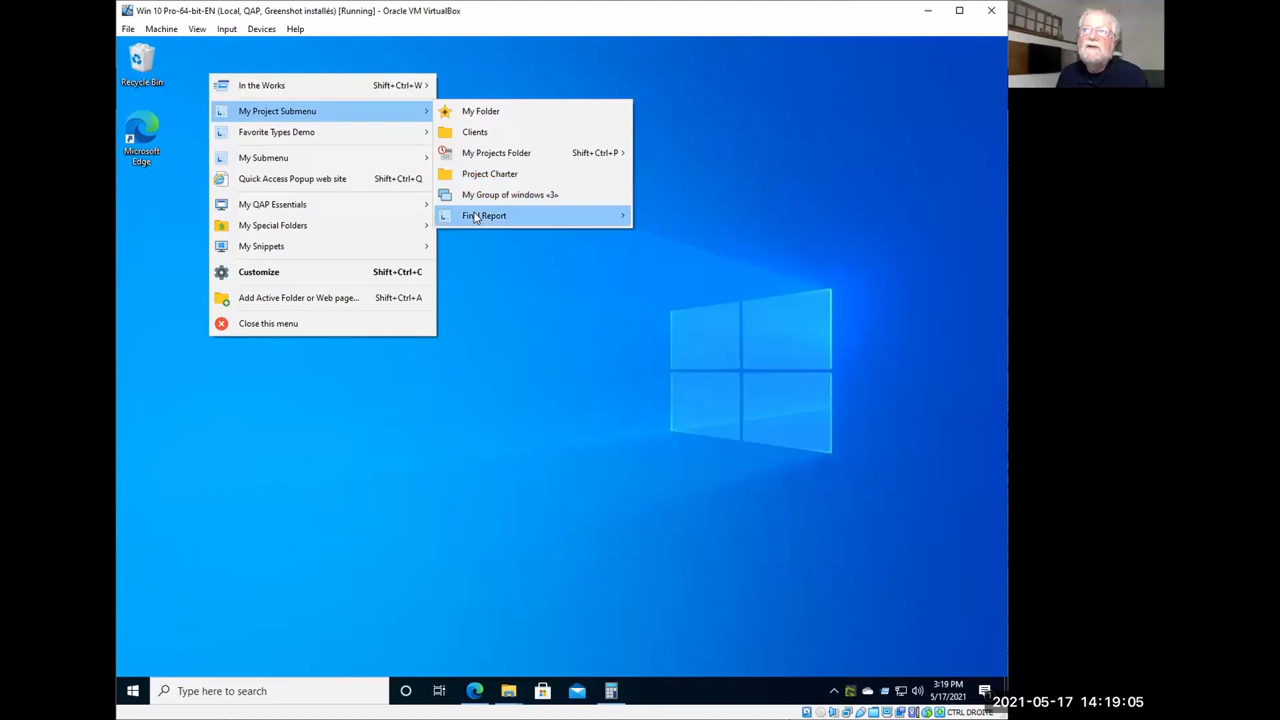 Win 10 Pro-64-bit-EN (Local, QAP, Greenshot installés) [Running] - Oracle VM VirtualBox
File Machine View Input Devices Help
Recycle Bin
Microsoft
Edge
In the Works Shift+Ctrl+W
My Project Submenu
Favorite Types Demo
My Submenu
Quick Access Popup web site Shift+Ctrl+Q
My QAP Essentials
My Special Folders
My Snippets
Customize Shift+Ctrl+C
Add Active Folder or Web page... Shift+Ctrl+A
Close this menu
My Folder
Clients
My Projects Folder Shift+Ctrl+P
Project Charter
My Group of windows «3»
Final Report
Type here to search
3:19 PM
5/17/2021
CTRL DROITE
2021-05-17 14:19:05